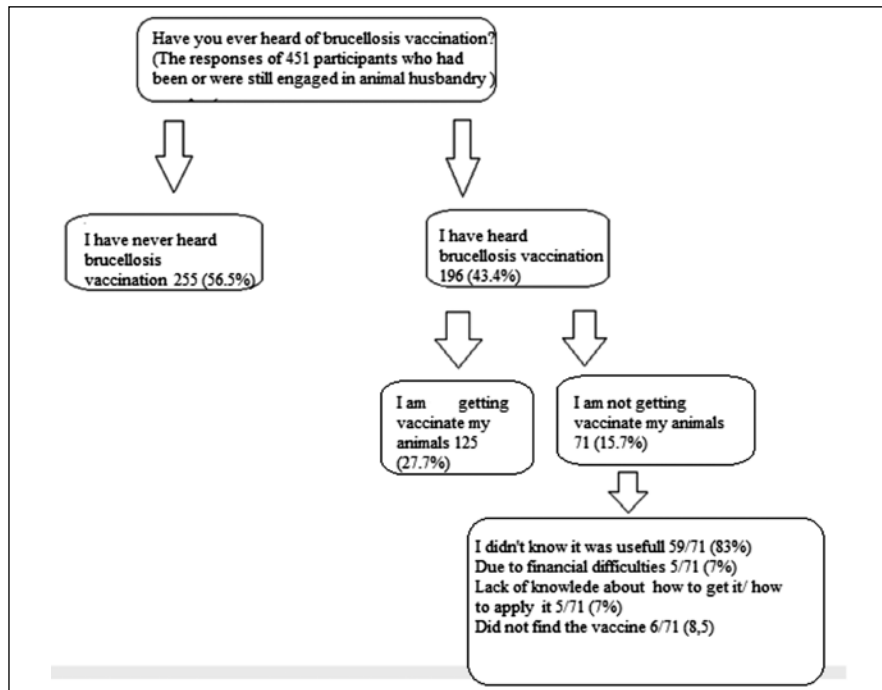 Have you ever heard of brucellosis vaccination?
(The responses of 451 participants who had
been or were still engaged in animal husbandry )
I have never heard
brucellosis
vaccination 255 (56.5%)
I have heard
brucellosis vaccination
196 (43.4%)
I am getting
vaccinate my
animals 125
(27.7%)
I am not getting
vaccinate my animals
71 (15.7%)
I didn't know it was usefull 59/71 (83%)
Due to financial difficulties 5/71 (7%)
Lack of knowlede about how to get it/ how
to apply it 5/71 (7%)
Did not find the vaccine 6/71 (8,5)